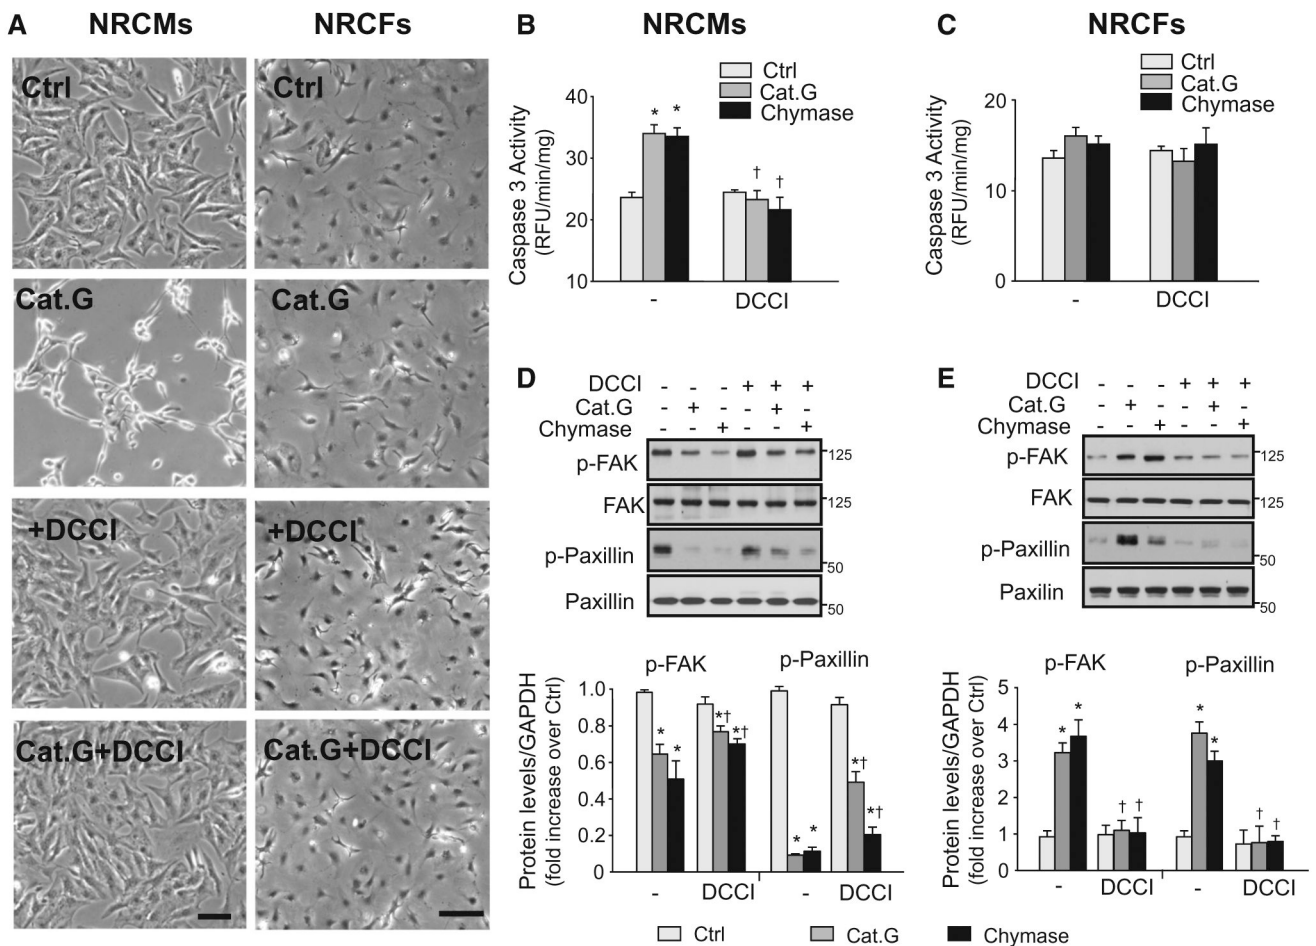 A NRCMs NRCFs
Ctrl Ctrl
Cat.G Cat.G
+DCCI +DCCI
Cat.G+DCCI Cat.G+DCCI
B NRCMs
Ctrl
Cat.G
Chymase
Caspase 3 Activity
(RFU/min/mg)
40
30
20
10
* *
† †
- DCCI
C NRCFs
Ctrl
Cat.G
Chymase
Caspase 3 Activity
(RFU/min/mg)
20
10
0
- DCCI
D
DCCI - - - + + +
Cat.G - + - - + -
Chymase - - + - - +
p-FAK 125
FAK 125
p-Paxillin 50
Paxillin 50
p-FAK p-Paxillin
Protein levels/GAPDH
(fold increase over Ctrl)
1.0
0.8
0.6
0.4
0.2
0
* * *† *† * * *† *†
- DCCI - DCCI
E
DCCI - - - + + +
Cat.G - + - - + -
Chymase - - + - - +
p-FAK 125
FAK 125
p-Paxillin 50
Paxilin 50
p-FAK p-Paxillin
Protein levels/GAPDH
(fold increase over Ctrl)
5
4
3
2
1
0
* * † † * * † †
- DCCI - DCCI
Ctrl Cat.G Chymase